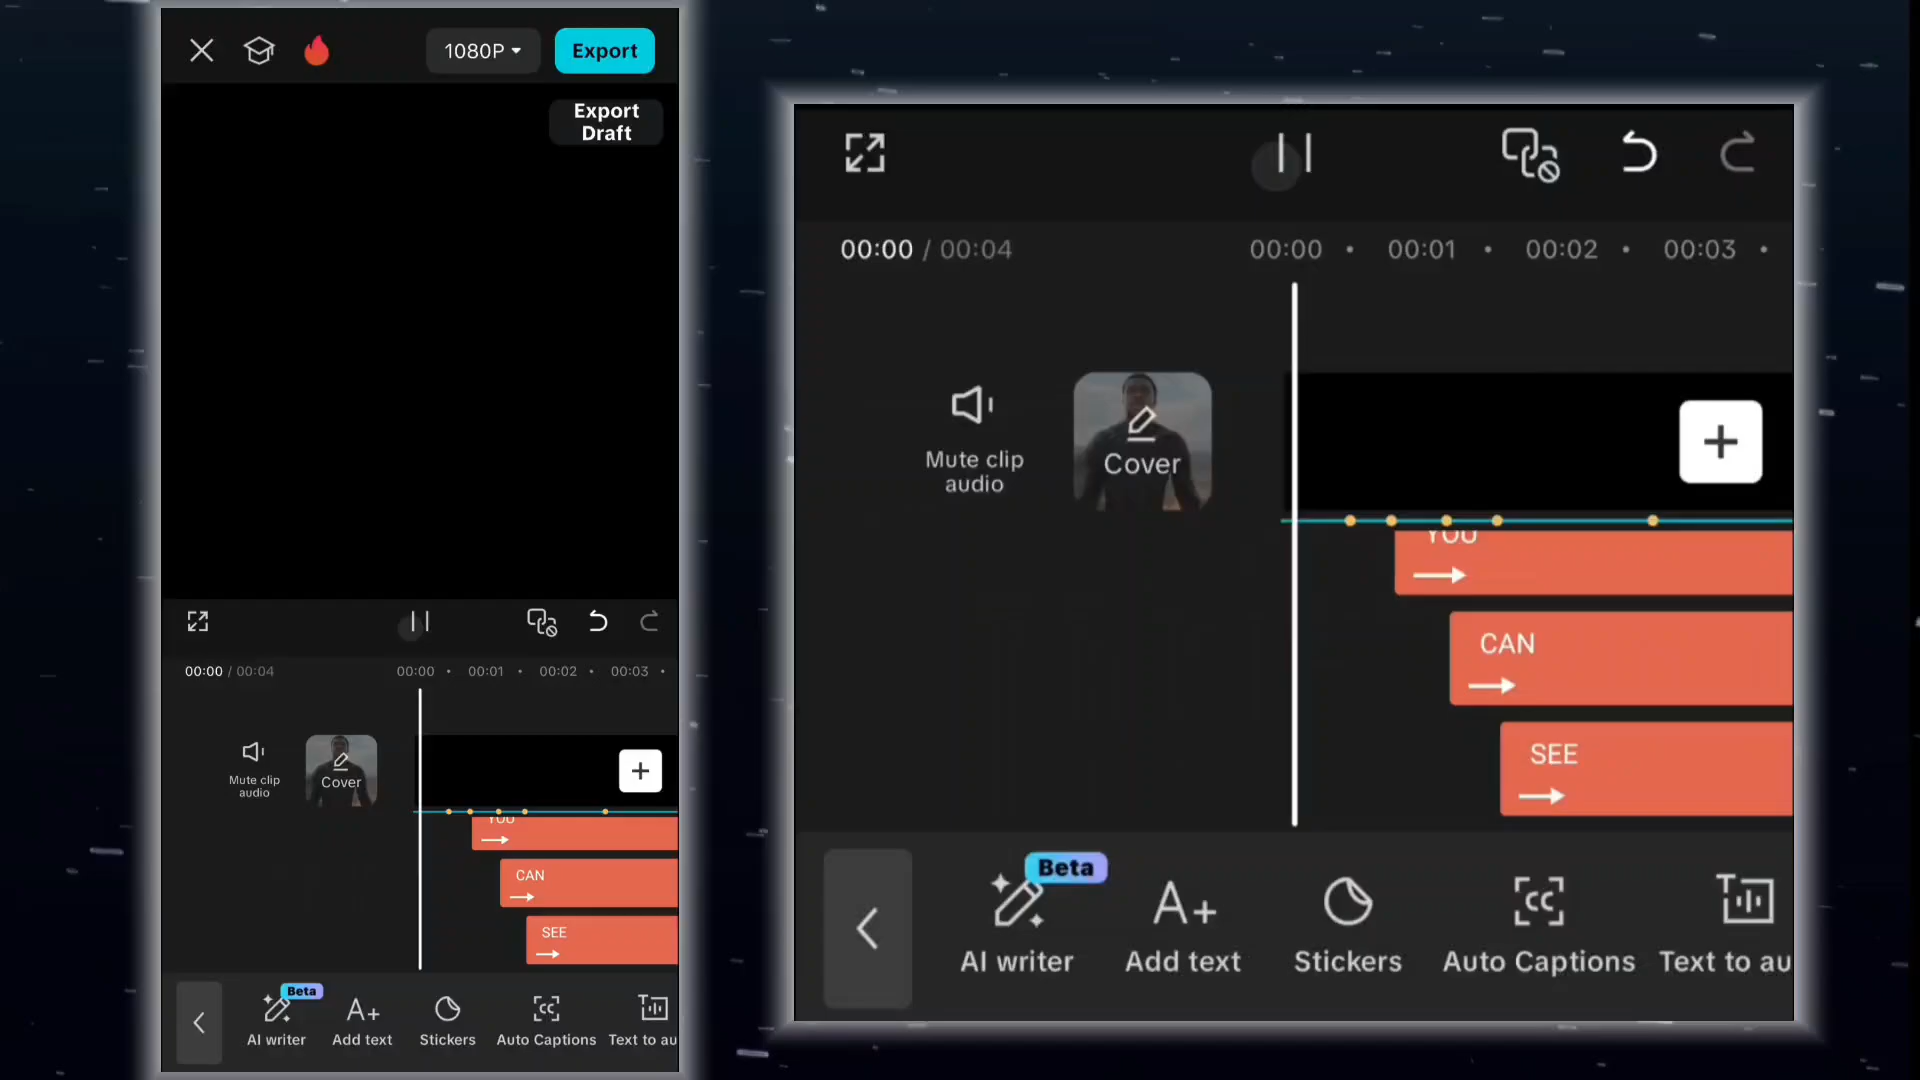 1080P
Export
Export
Draft
00:00 / 00:04
00:00
00:01
00:02
00:03
Mute clip
audio
Cover
YOU
CAN
SEE
Beta
AI writer
Add text
Stickers
Auto Captions
Text to au
00:00 / 00:04
00:00
00:01
00:02
00:03
Mute clip
audio
Cover
YOU
CAN
SEE
Beta
AI writer
Add text
Stickers
Auto Captions
Text to au